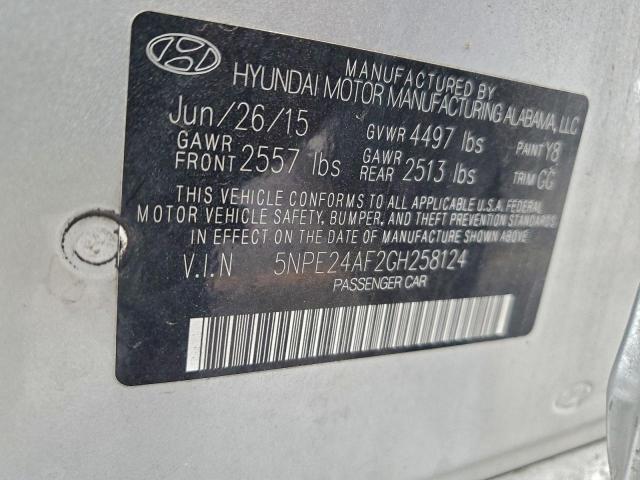 MANUFACTURED BY
HYUNDAI MOTOR MANUFACTURING ALABAMA, LLC
Jun/26/15 GVWR 4497 lbs PAINT Y8
GAWR FRONT 2557 lbs GAWR REAR 2513 lbs TRIM GG
THIS VEHICLE CONFORMS TO ALL APPLICABLE U.S.A. FEDERAL
MOTOR VEHICLE SAFETY, BUMPER, AND THEFT PREVENTION STANDARDS
IN EFFECT ON THE DATE OF MANUFACTURE SHOWN ABOVE.
V.I.N 5NPE24AF2GH258124
PASSENGER CAR